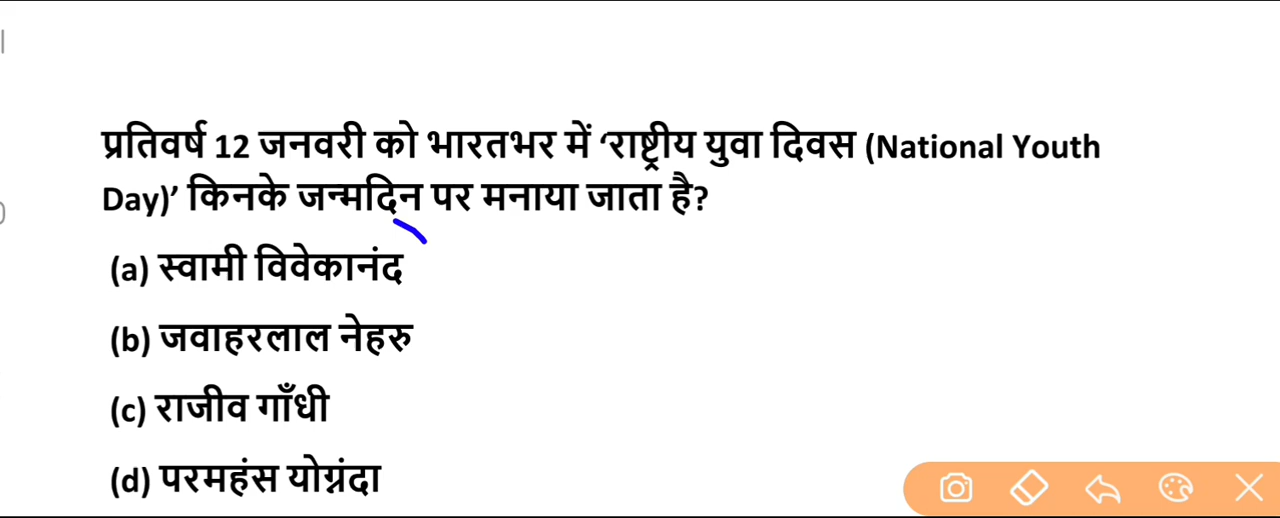 प्रतिवर्ष 12 जनवरी को भारतभर में ‘राष्ट्रीय युवा दिवस (National Youth
Day)’ किनके जन्मदिन पर मनाया जाता है?
(a) स्वामी विवेकानंद
(b) जवाहरलाल नेहरु
(c) राजीव गाँधी
(d) परमहंस योग्नंदा